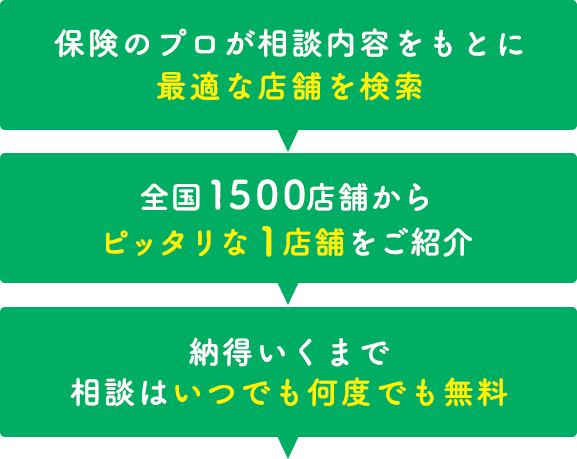 保険のプロが相談内容をもとに
最適な店舗を検索
全国1500店舗から
ピッタリな1店舗をご紹介
納得いくまで
相談はいつでも何度でも無料